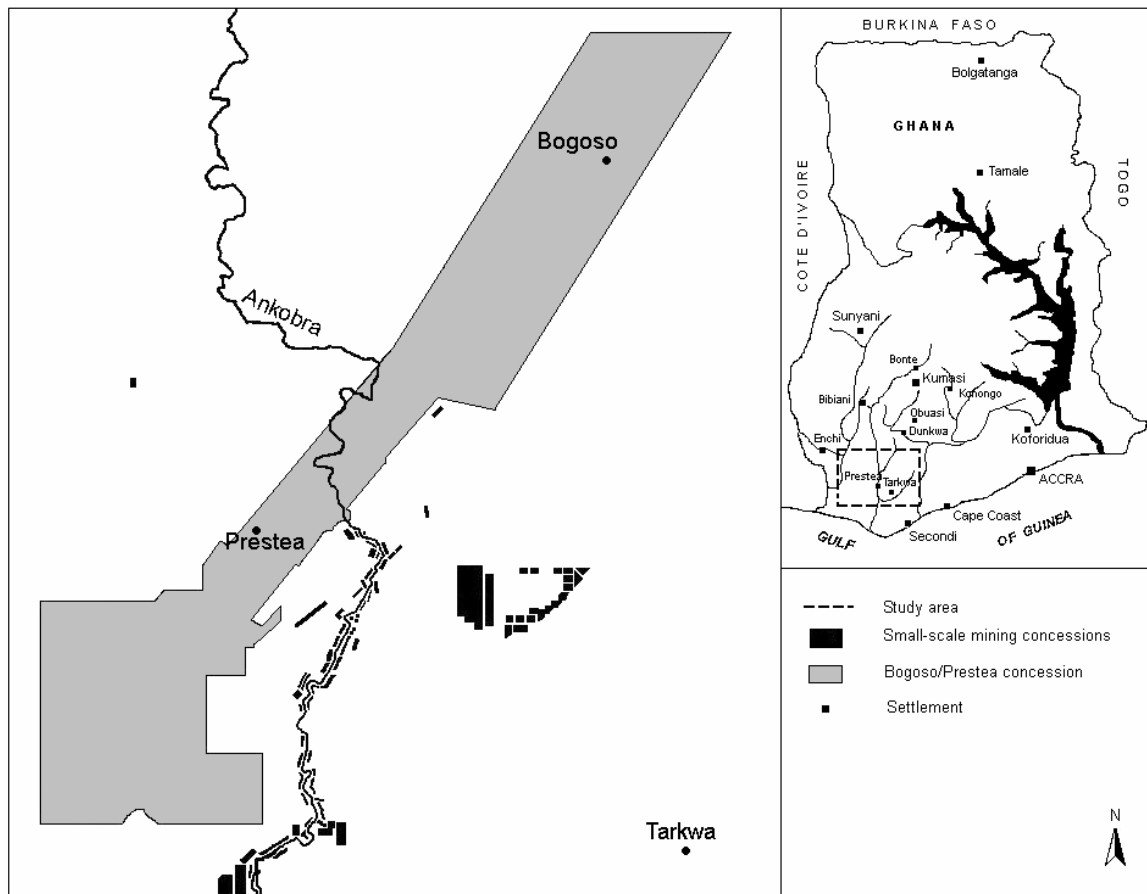 Bogoso
Ankobra
Prestea
Tarkwa
BURKINA FASO
Bolgatanga
GHANA
Tamale
TOGO
COTE D'IVOIRE
Sunyani
Bonte
Kumasi
Konongo
Bibiani
Obuasi
Dunkwa
Enchi
Koforidua
Prestea
Tarkwa
ACCRA
Cape Coast
Secondi
GULF OF GUINEA
Study area
Small-scale mining concessions
Bogoso/Prestea concession
Settlement
N